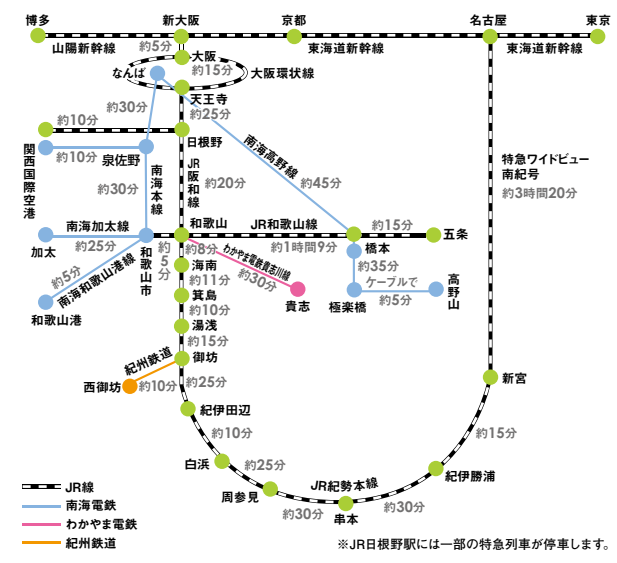 博多
新大阪
京都
名古屋
東京
山陽新幹線
約5分
東海道新幹線
東海道新幹線
大阪
なんば
約15分
大阪環状線
天王寺
約25分
約30分
約10分
日根野
南海高野線
関西国際空港
約10分
泉佐野
南海本線
JR阪和線
約20分
約45分
約30分
特急ワイドビュー
南紀号
約3時間20分
南海加太線
和歌山
JR和歌山線
約15分
五条
加太
約25分
和歌山市
約5分
約8分
わかやま電鉄貴志川線
約1時間9分
橋本
約5分
南海和歌山港線
海南
約30分
約35分
ケーブルで
高野山
約11分
箕島
貴志
極楽橋
約5分
和歌山港
約10分
湯浅
約15分
紀州鉄道
御坊
西御坊
約10分
約25分
新宮
紀伊田辺
約10分
約15分
白浜
約25分
紀伊勝浦
周参見
JR紀勢本線
約30分
串本
約30分
JR線
南海電鉄
わかやま電鉄
紀州鉄道
※JR日根野駅には一部の特急列車が停車します。